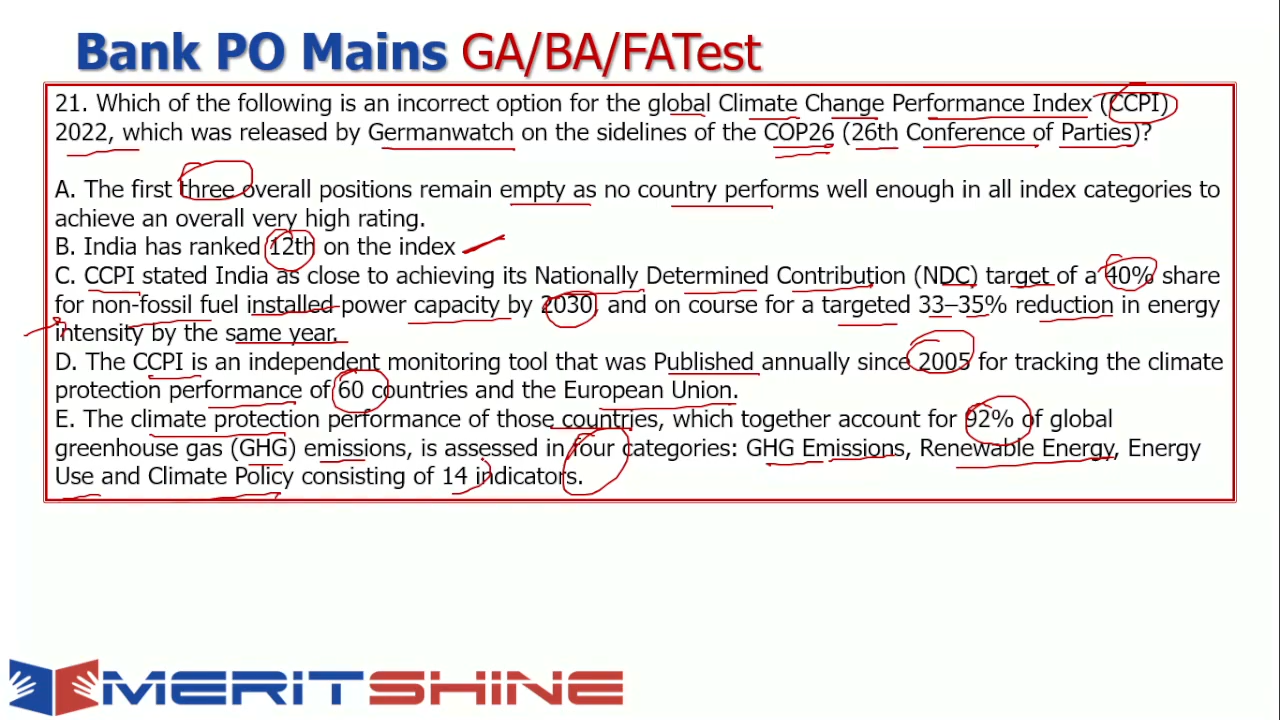 Bank PO Mains GA/BA/FATest
21. Which of the following is an incorrect option for the global Climate Change Performance Index (CCPI)
2022, which was released by Germanwatch on the sidelines of the COP26 (26th Conference of Parties)?
A. The first three overall positions remain empty as no country performs well enough in all index categories to
achieve an overall very high rating.
B. India has ranked 12th on the index
C. CCPI stated India as close to achieving its Nationally Determined Contribution (NDC) target of a 40% share
for non-fossil fuel installed power capacity by 2030, and on course for a targeted 33–35% reduction in energy
intensity by the same year.
D. The CCPI is an independent monitoring tool that was Published annually since 2005 for tracking the climate
protection performance of 60 countries and the European Union.
E. The climate protection performance of those countries, which together account for 92% of global
greenhouse gas (GHG) emissions, is assessed in four categories: GHG Emissions, Renewable Energy, Energy
Use and Climate Policy consisting of 14 indicators.
MERITSHINE